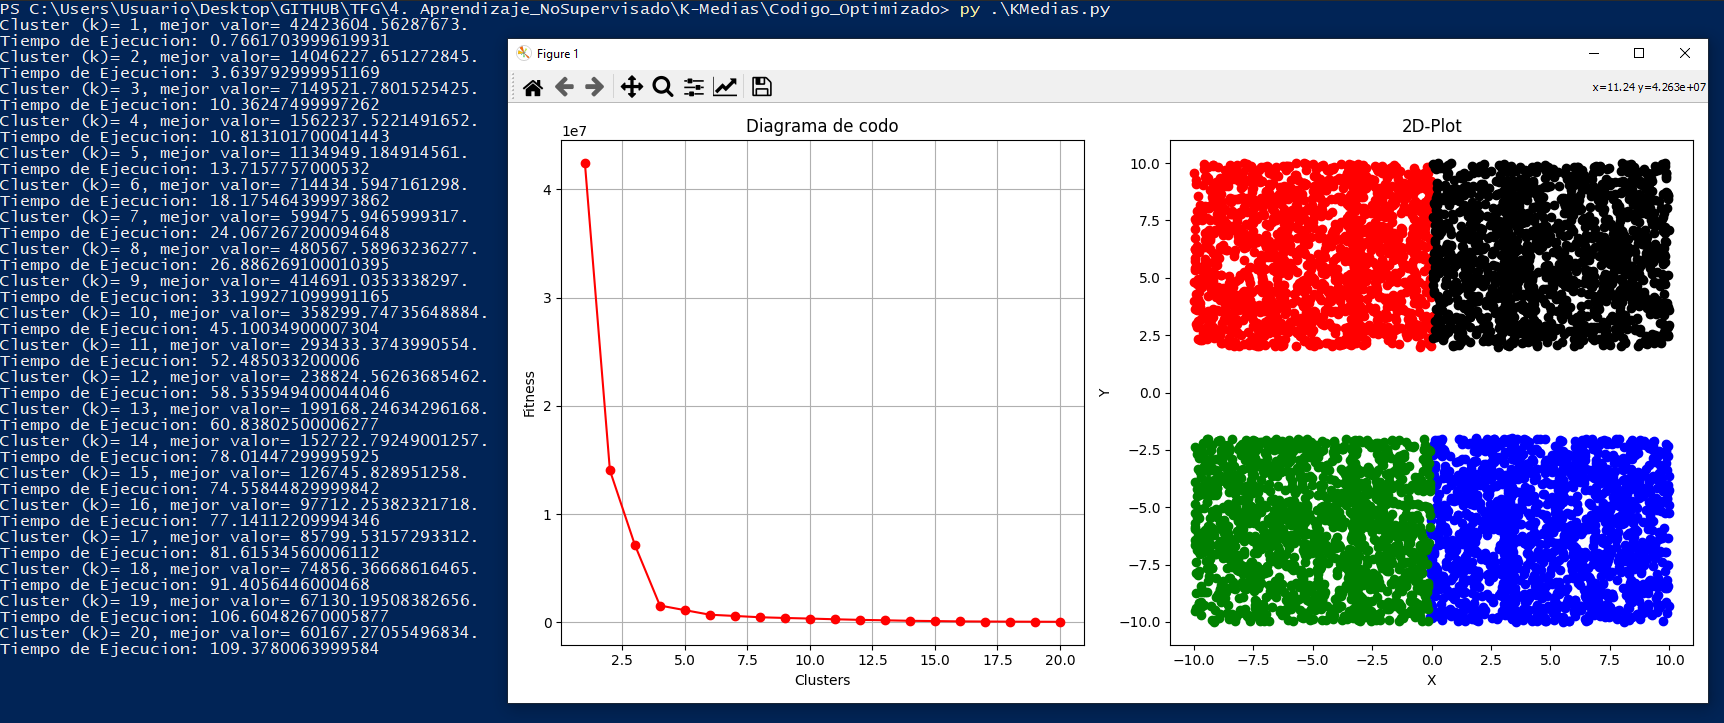 PS C:\Users\Usuario\Desktop\GITHUB\TFG\4. Aprendizaje_NoSupervisado\K-Medias\Codigo_Optimizado> py .\KMedias.py
Cluster (k)= 1, mejor valor= 42423604.56287673.
Tiempo de Ejecucion: 0.7661703999619931
Cluster (k)= 2, mejor valor= 14046227.651272845.
Tiempo de Ejecucion: 3.639792999951169
Cluster (k)= 3, mejor valor= 7149521.7801525425.
Tiempo de Ejecucion: 10.36247499997262
Cluster (k)= 4, mejor valor= 1562237.5221491652.
Tiempo de Ejecucion: 10.813101700041443
Cluster (k)= 5, mejor valor= 1134949.184914561.
Tiempo de Ejecucion: 13.7157757000532
Cluster (k)= 6, mejor valor= 714434.5947161298.
Tiempo de Ejecucion: 18.175464399973862
Cluster (k)= 7, mejor valor= 599475.9465999317.
Tiempo de Ejecucion: 24.067267200094648
Cluster (k)= 8, mejor valor= 480567.58963236277.
Tiempo de Ejecucion: 26.886269100010395
Cluster (k)= 9, mejor valor= 414691.0353338297.
Tiempo de Ejecucion: 33.199271099991165
Cluster (k)= 10, mejor valor= 358299.74735648884.
Tiempo de Ejecucion: 45.10034900007304
Cluster (k)= 11, mejor valor= 293433.3743990554.
Tiempo de Ejecucion: 52.485033200006
Cluster (k)= 12, mejor valor= 238824.56263685462.
Tiempo de Ejecucion: 58.535949400044046
Cluster (k)= 13, mejor valor= 199168.24634296168.
Tiempo de Ejecucion: 60.83802500006277
Cluster (k)= 14, mejor valor= 152722.79249001257.
Tiempo de Ejecucion: 78.01447299995925
Cluster (k)= 15, mejor valor= 126745.828951258.
Tiempo de Ejecucion: 74.55844829999842
Cluster (k)= 16, mejor valor= 97712.25382321718.
Tiempo de Ejecucion: 77.14112209994346
Cluster (k)= 17, mejor valor= 85799.53157293312.
Tiempo de Ejecucion: 81.61534560006112
Cluster (k)= 18, mejor valor= 74856.36668616465.
Tiempo de Ejecucion: 91.4056446000468
Cluster (k)= 19, mejor valor= 67130.19508382656.
Tiempo de Ejecucion: 106.60482670005877
Cluster (k)= 20, mejor valor= 60167.27055496834.
Tiempo de Ejecucion: 109.3780063999584
Figure 1
x=11.24 y=4.263e+07
Diagrama de codo
1e7
4
3
2
1
0
Fitness
2.5 5.0 7.5 10.0 12.5 15.0 17.5 20.0
Clusters
2D-Plot
10.0
7.5
5.0
2.5
0.0
−2.5
−5.0
−7.5
−10.0
Y
−10.0 −7.5 −5.0 −2.5 0.0 2.5 5.0 7.5 10.0
X